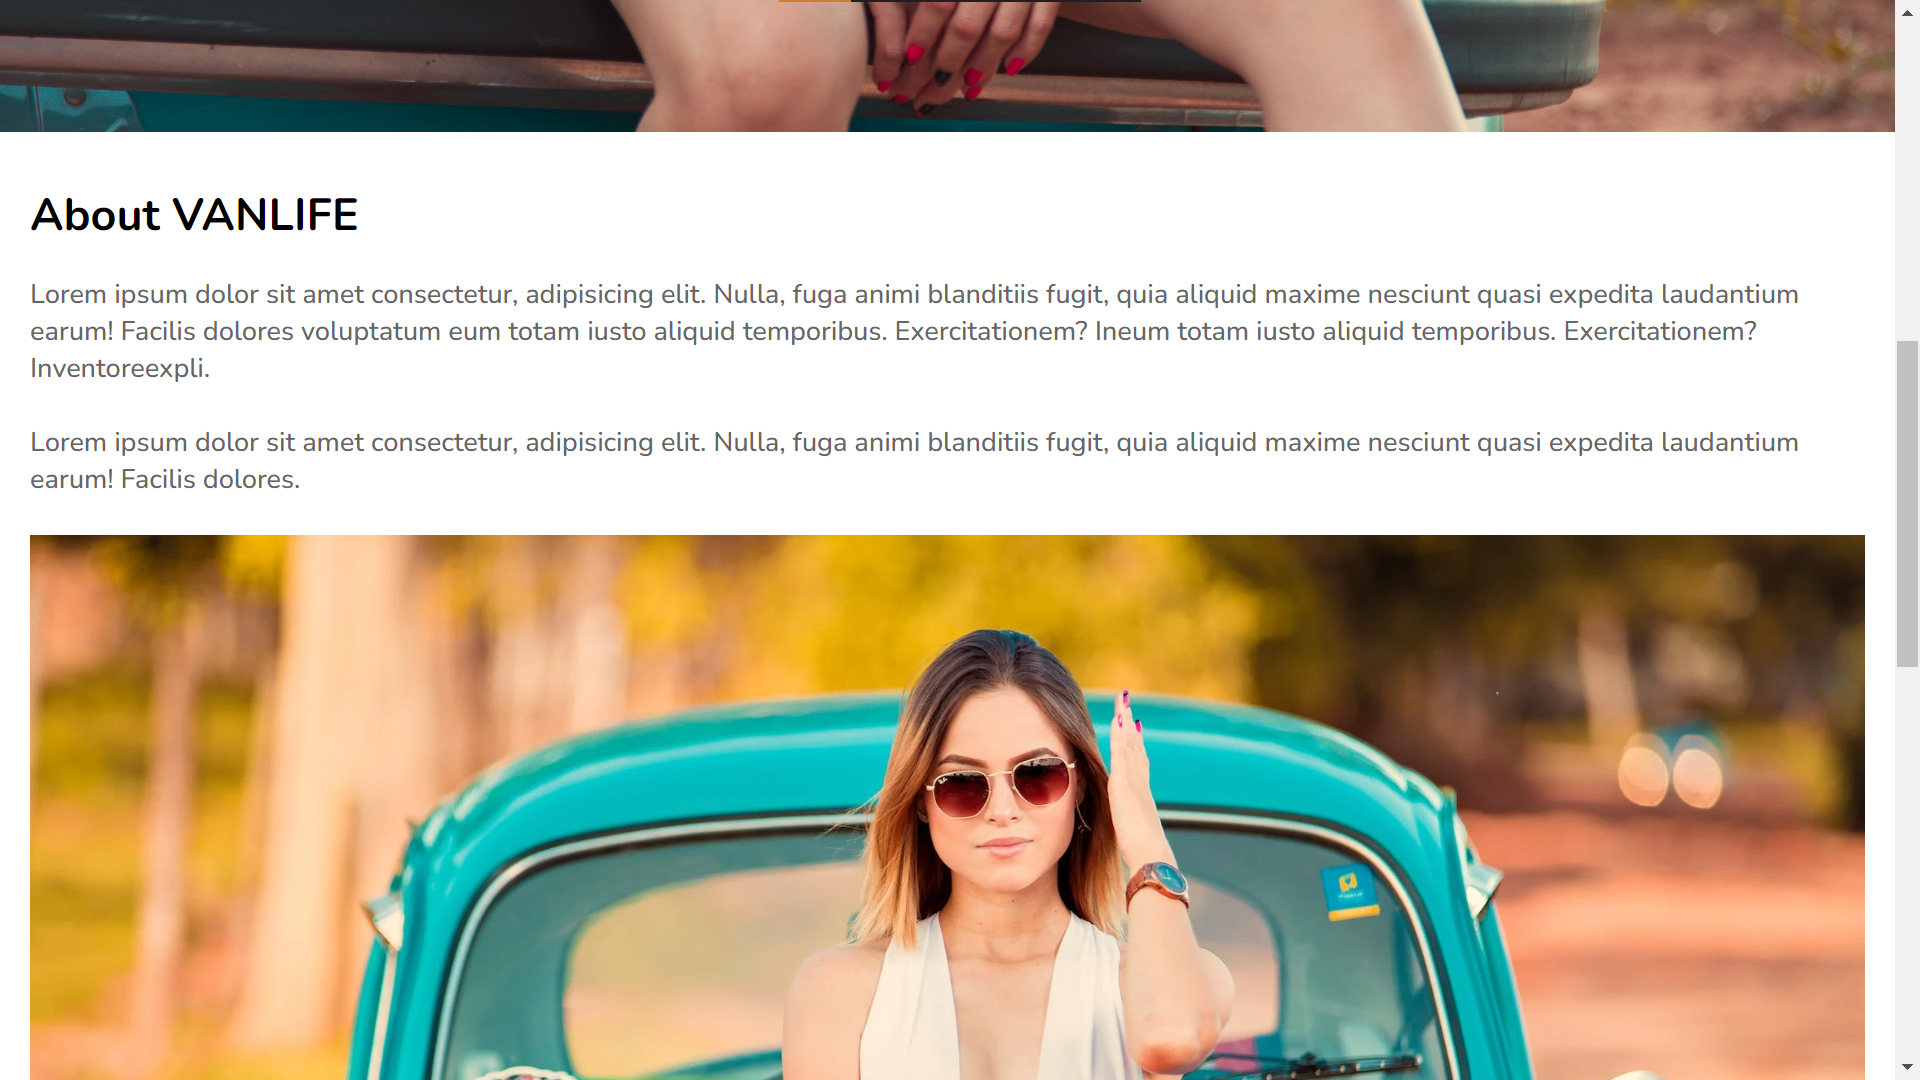 About VANLIFE
Lorem ipsum dolor sit amet consectetur, adipisicing elit. Nulla, fuga animi blanditiis fugit, quia aliquid maxime nesciunt quasi expedita laudantium
earum! Facilis dolores voluptatum eum totam iusto aliquid temporibus. Exercitationem? Ineum totam iusto aliquid temporibus. Exercitationem?
Inventoreexpli.
Lorem ipsum dolor sit amet consectetur, adipisicing elit. Nulla, fuga animi blanditiis fugit, quia aliquid maxime nesciunt quasi expedita laudantium
earum! Facilis dolores.